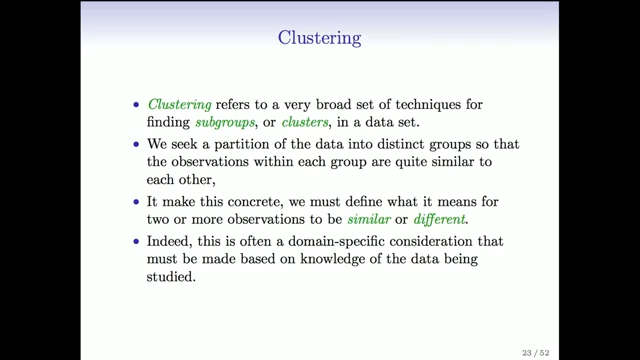 Clustering
• Clustering refers to a very broad set of techniques for
finding subgroups, or clusters, in a data set.
• We seek a partition of the data into distinct groups so that
the observations within each group are quite similar to
each other,
• It make this concrete, we must define what it means for
two or more observations to be similar or different.
• Indeed, this is often a domain-specific consideration that
must be made based on knowledge of the data being
studied.
23 / 52